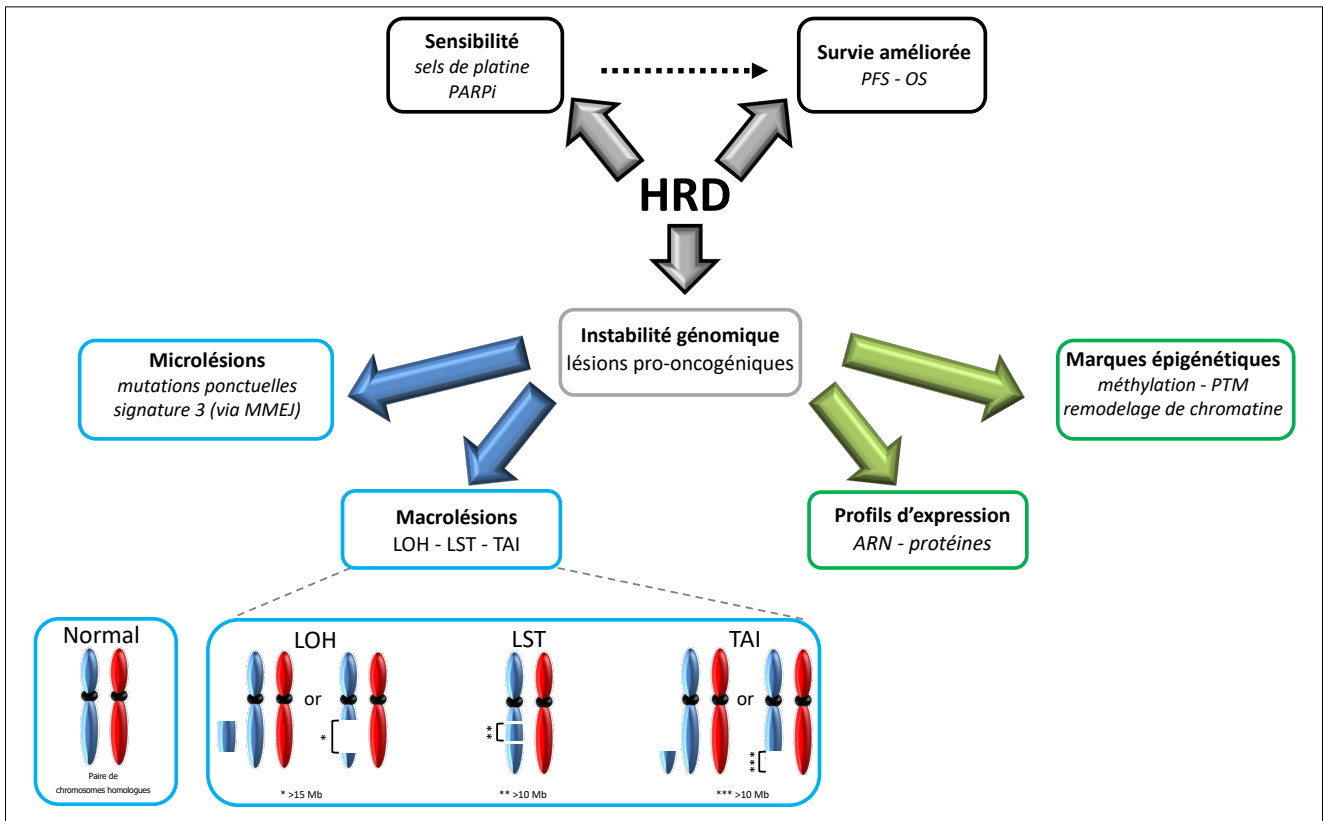 Sensibilité
sels de platine
PARPi
Survie améliorée
PFS - OS
HRD
Instabilité génomique
lésions pro-oncogéniques
Microlésions
mutations ponctuelles
signature 3 (via MMEJ)
Marques épigénétiques
méthylation - PTM
remodelage de chromatine
Macrolésions
LOH - LST - TAI
Profils d’expression
ARN - protéines
Normal
Paire de
chromosomes homologues
LOH
or
*
* >15 Mb
LST
**
** >10 Mb
TAI
or
***
*** >10 Mb